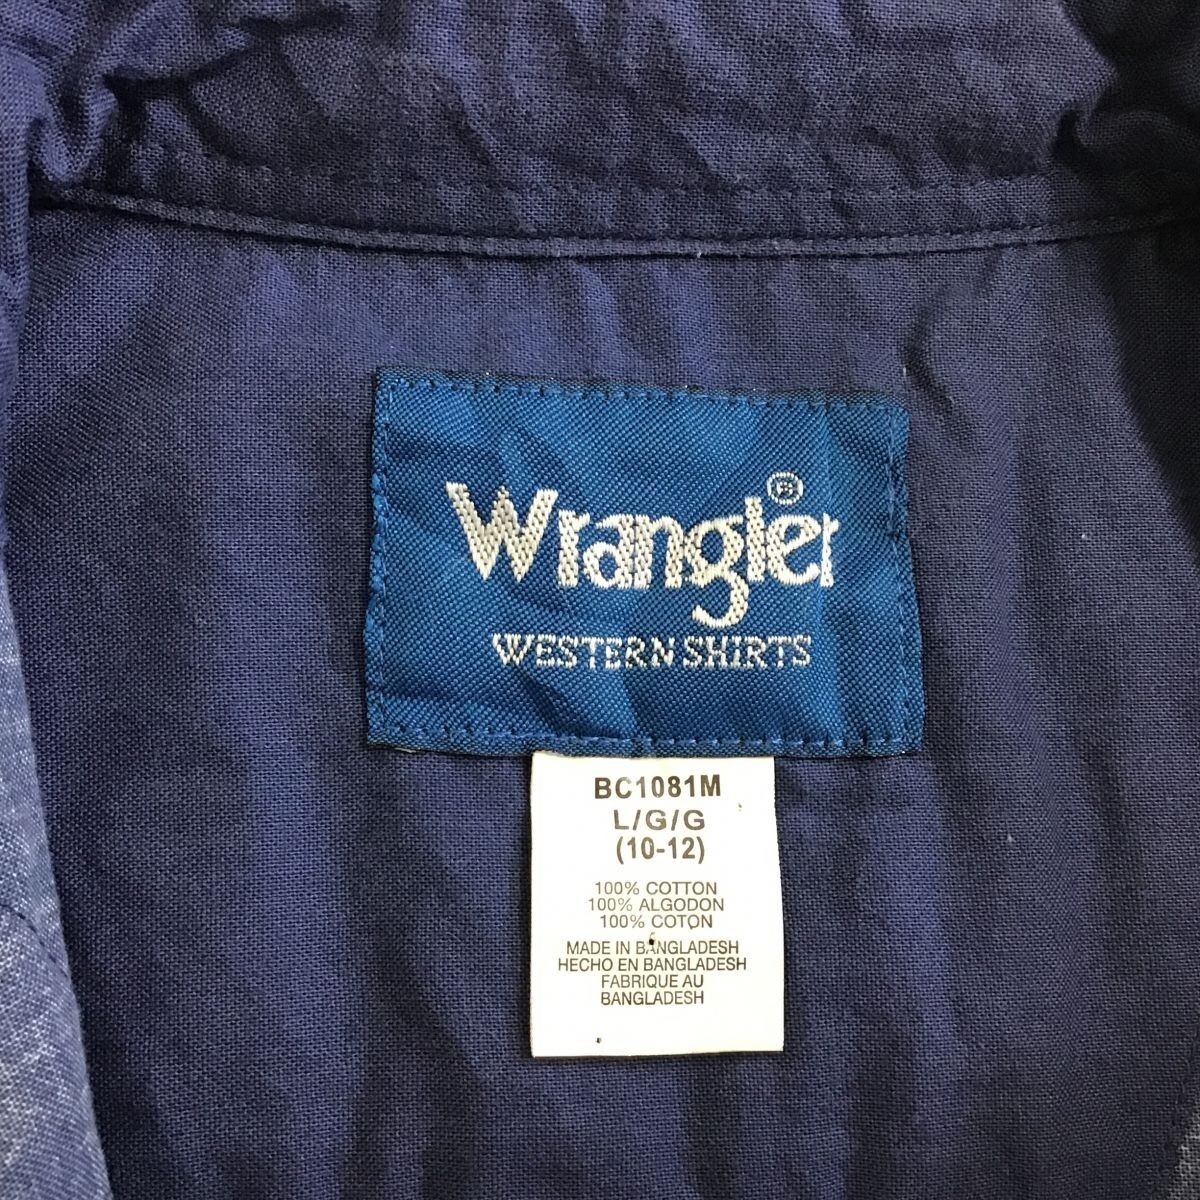 Wrangler®
WESTERN SHIRTS
BC1081M
L/G/G
(10-12)
100% COTTON
100% ALGODON
100% COTON
MADE IN BANGLADESH
HECHO EN BANGLADESH
FABRIQUE AU
BANGLADESH